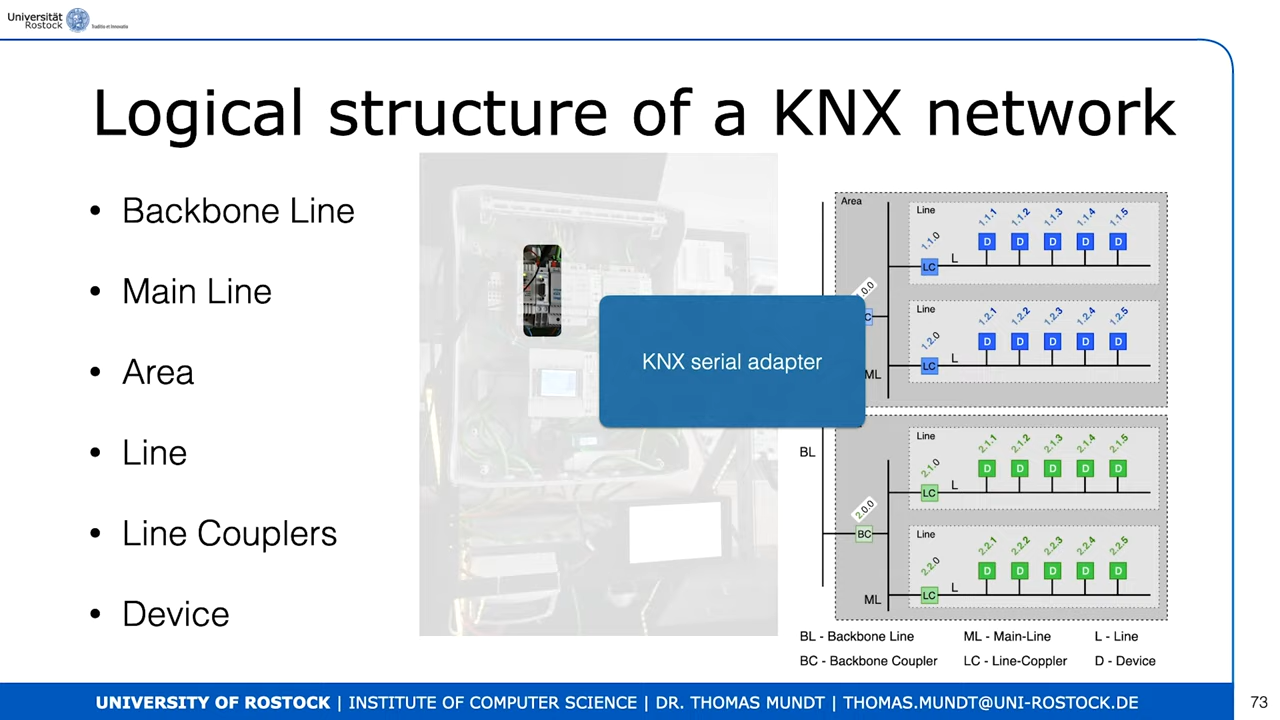 Universität
Rostock
Traditio et Innovatio
Logical structure of a KNX network
• Backbone Line
• Main Line
• Area
• Line
• Line Couplers
• Device
KNX serial adapter
Area
Line
1.1.1 1.1.2 1.1.3 1.1.4 1.1.5
D D D D D
1.1.0
LC
L
.0.0
C
Line
1.2.1 1.2.2 1.2.3 1.2.4 1.2.5
D D D D D
1.2.0
LC
L
ML
BL
Line
2.1.1 2.1.2 2.1.3 2.1.4 2.1.5
D D D D D
2.1.0
LC
L
2.0.0
BC
Line
2.2.1 2.2.2 2.2.3 2.2.4 2.2.5
D D D D D
2.2.0
LC
L
ML
BL - Backbone Line ML - Main-Line L - Line
BC - Backbone Coupler LC - Line-Coppler D - Device
UNIVERSITY OF ROSTOCK | INSTITUTE OF COMPUTER SCIENCE | DR. THOMAS MUNDT | THOMAS.MUNDT@UNI-ROSTOCK.DE
73